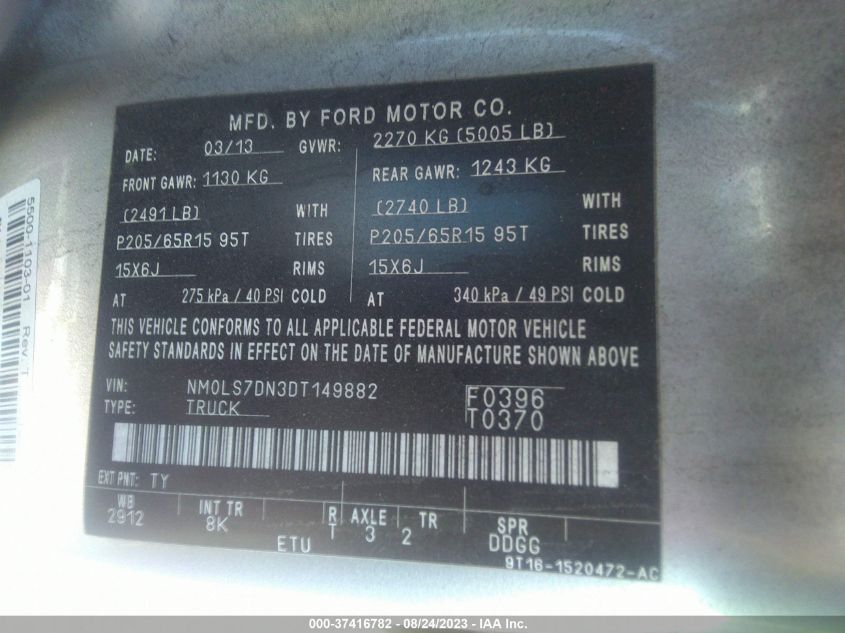 MFD. BY FORD MOTOR CO.
DATE: 03/13 GVWR: 2270 KG (5005 LB)
FRONT GAWR: 1130 KG REAR GAWR: 1243 KG
(2491 LB) WITH (2740 LB) WITH
P205/65R15 95T TIRES P205/65R15 95T TIRES
15X6J RIMS 15X6J RIMS
AT 275 kPa / 40 PSI COLD AT 340 kPa / 49 PSI COLD
THIS VEHICLE CONFORMS TO ALL APPLICABLE FEDERAL MOTOR VEHICLE
SAFETY STANDARDS IN EFFECT ON THE DATE OF MANUFACTURE SHOWN ABOVE
VIN: NM0LS7DN3DT149882 F0396
TYPE: TRUCK T0370
EXT PNT: TY
WB INT TR R AXLE TR SPR
2912 8K T 3 2 DDGG
ETU
9T16-1520472-AC
5500-1103-01 Rev T
000-37416782 - 08/24/2023 - IAA Inc.